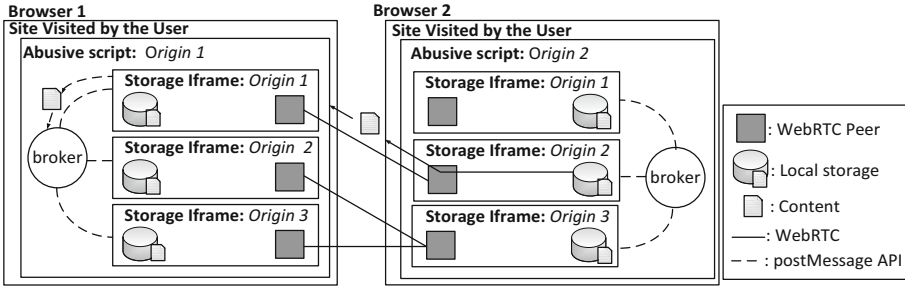 Browser 1
Site Visited by the User
Abusive script: Origin 1
Storage Iframe: Origin 1
Storage Iframe: Origin 2
Storage Iframe: Origin 3
broker
Browser 2
Site Visited by the User
Abusive script: Origin 2
Storage Iframe: Origin 1
Storage Iframe: Origin 2
Storage Iframe: Origin 3
broker
: WebRTC Peer
: Local storage
: Content
: WebRTC
: postMessage API